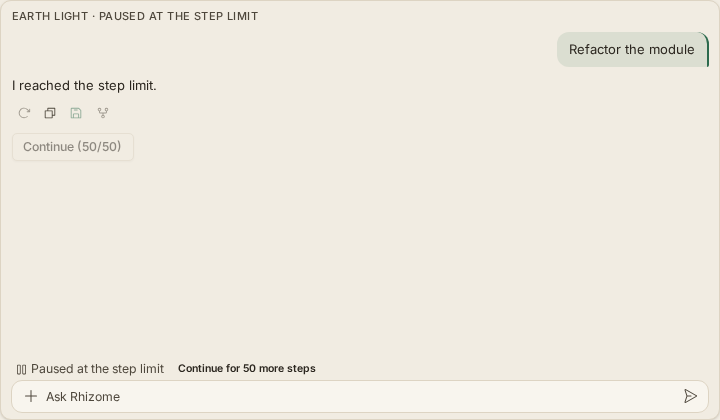 EARTH LIGHT · PAUSED AT THE STEP LIMIT
Refactor the module
I reached the step limit.
Continue (50/50)
Paused at the step limit Continue for 50 more steps
Ask Rhizome